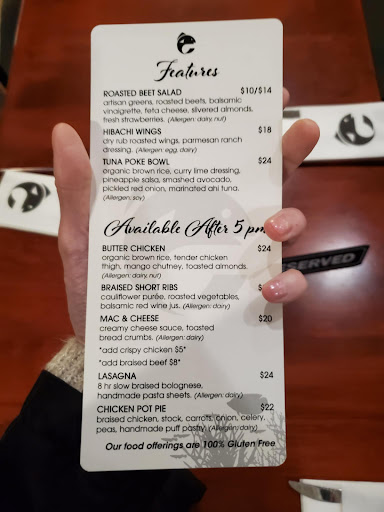 Features
ROASTED BEET SALAD $10/$14
artisan greens, roasted beets, balsamic
vinaigrette, feta cheese, slivered almonds,
fresh strawberries. (Allergen: dairy, nut)
HIBACHI WINGS $18
dry rub roasted wings, parmesan ranch
dressing. (Allergen: egg, dairy)
TUNA POKE BOWL $24
organic brown rice, curry lime dressing,
pineapple salsa, smashed avocado,
pickled red onion, marinated ahi tuna.
(Allergen: soy)
Available After 5 pm
BUTTER CHICKEN $24
organic brown rice, tender chicken
thigh, mango chutney, toasted almonds.
(Allergen: dairy, nut)
BRAISED SHORT RIBS $
cauliflower purée, roasted vegetables,
balsamic red wine jus. (Allergen: dairy)
MAC & CHEESE $20
creamy cheese sauce, toasted
bread crumbs. (Allergen: dairy)
*add crispy chicken $5*
*add braised beef $8*
LASAGNA $24
8 hr slow braised bolognese,
handmade pasta sheets. (Allergen: dairy)
CHICKEN POT PIE $22
braised chicken, stock, carrots, onion, celery,
peas, handmade puff pastry. (Allergen: dairy)
Our food offerings are 100% Gluten Free
SERVED